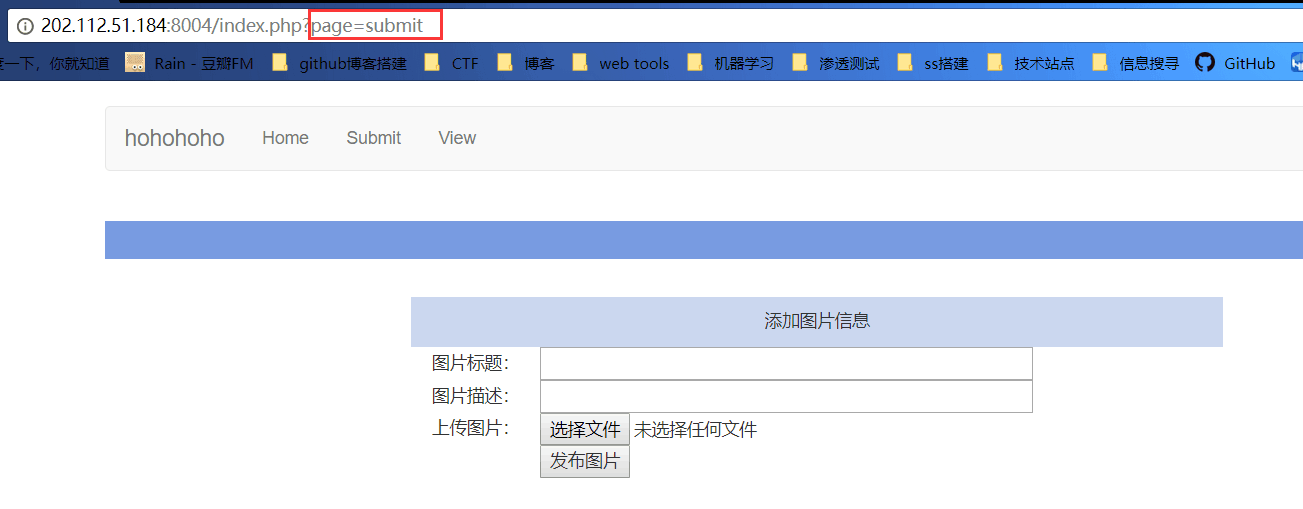 202.112.51.184:8004/index.php?page=submit
度一下，你就知道 Rain - 豆瓣FM github博客搭建 CTF 博客 web tools 机器学习 渗透测试 ss搭建 技术站点 信息搜寻 GitHub
hohohoho Home Submit View
添加图片信息
图片标题：
图片描述：
上传图片： 选择文件 未选择任何文件
发布图片